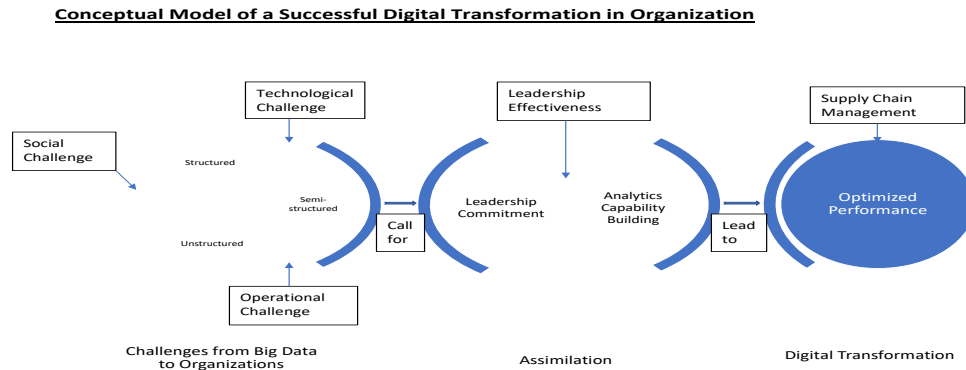 Conceptual Model of a Successful Digital Transformation in Organization
Technological
Challenge
Leadership
Effectiveness
Supply Chain
Management
Social
Challenge
Structured
Semi-
structured
Unstructured
Call
for
Leadership
Commitment
Analytics
Capability
Building
Lead
to
Optimized
Performance
Operational
Challenge
Challenges from Big Data
to Organizations
Assimilation
Digital Transformation